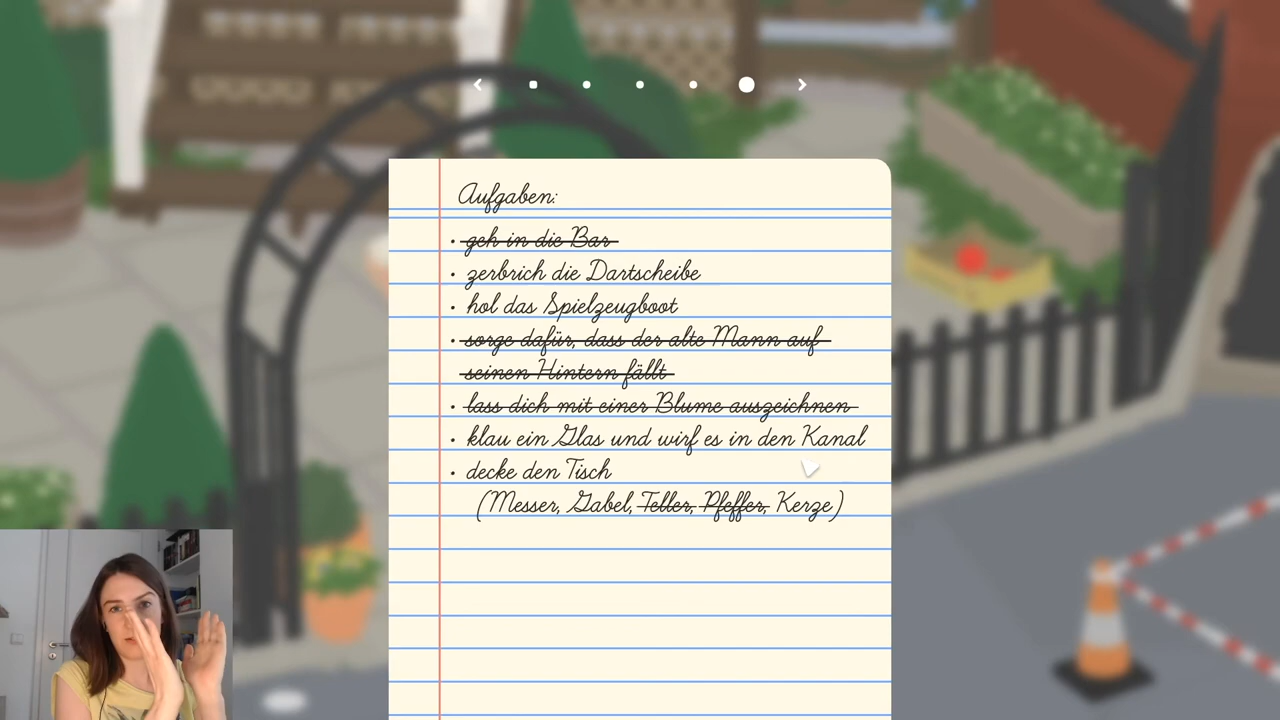 Aufgaben:
• geh in die Bar
• zerbrich die Dartscheibe
• hol das Spielzeugboot
• sorge dafür, dass der alte Mann auf
seinen Hintern fällt
• lass dich mit einer Blume auszeichnen
• klau ein Glas und wirf es in den Kanal
• decke den Tisch
(Messer, Gabel, Teller, Pfeffer, Kerze)